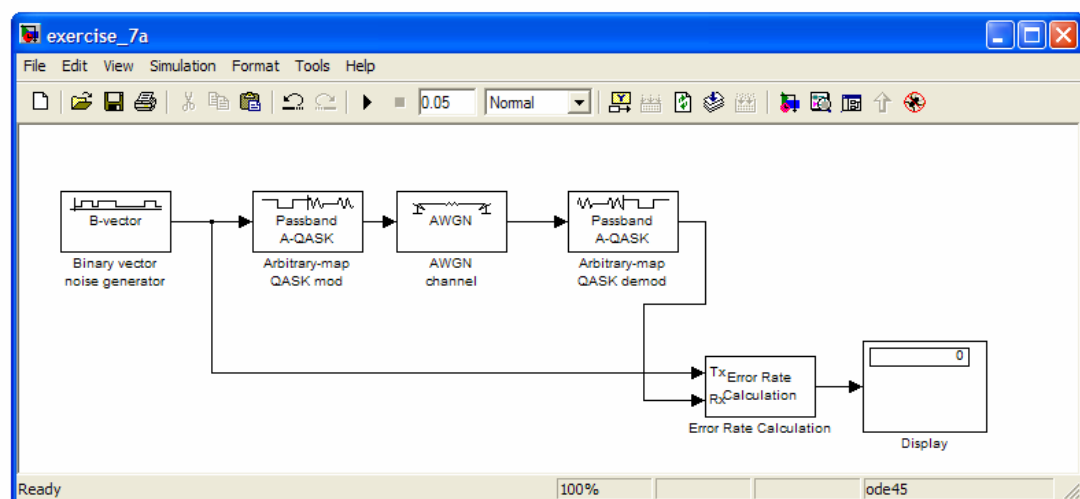 exercise_7a
File Edit View Simulation Format Tools Help
0.05 Normal
B-vector
Binary vector
noise generator
Passband
A-QASK
Arbitrary-map
QASK mod
AWGN
AWGN
channel
Passband
A-QASK
Arbitrary-map
QASK demod
Tx
Rx
Error Rate
Calculation
Error Rate Calculation
0
Display
Ready 100% ode45